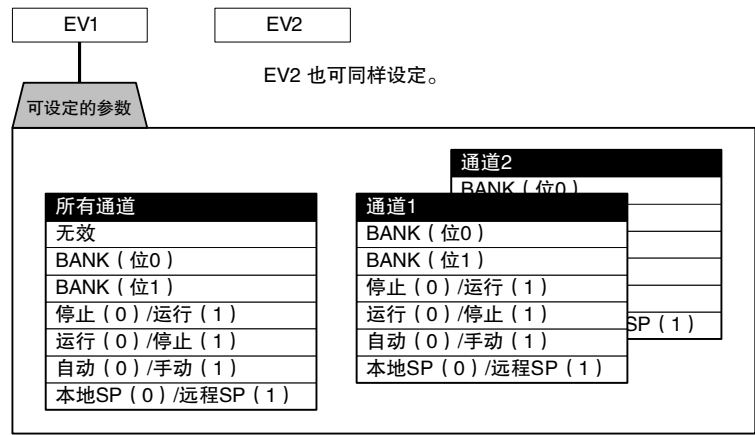 EV1
EV2
EV2 也可同样设定。
可设定的参数
所有通道
无效
BANK（位0）
BANK（位1）
停止（0）/运行（1）
运行（0）/停止（1）
自动（0）/手动（1）
本地SP（0）/远程SP（1）
通道1
BANK（位0）
BANK（位1）
停止（0）/运行（1）
运行（0）/停止（1）
自动（0）/手动（1）
本地SP（0）/远程SP（1）
通道2
BANK（位0）
SP（1）